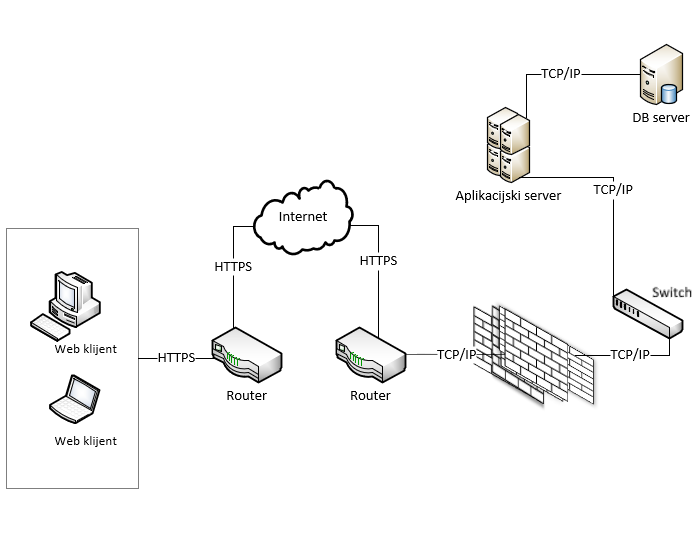 TCP/IP
DB server
Aplikacijski server
TCP/IP
Internet
HTTPS
HTTPS
Switch
Web klijent
HTTPS
TCP/IP
TCP/IP
Router
Router
Web klijent